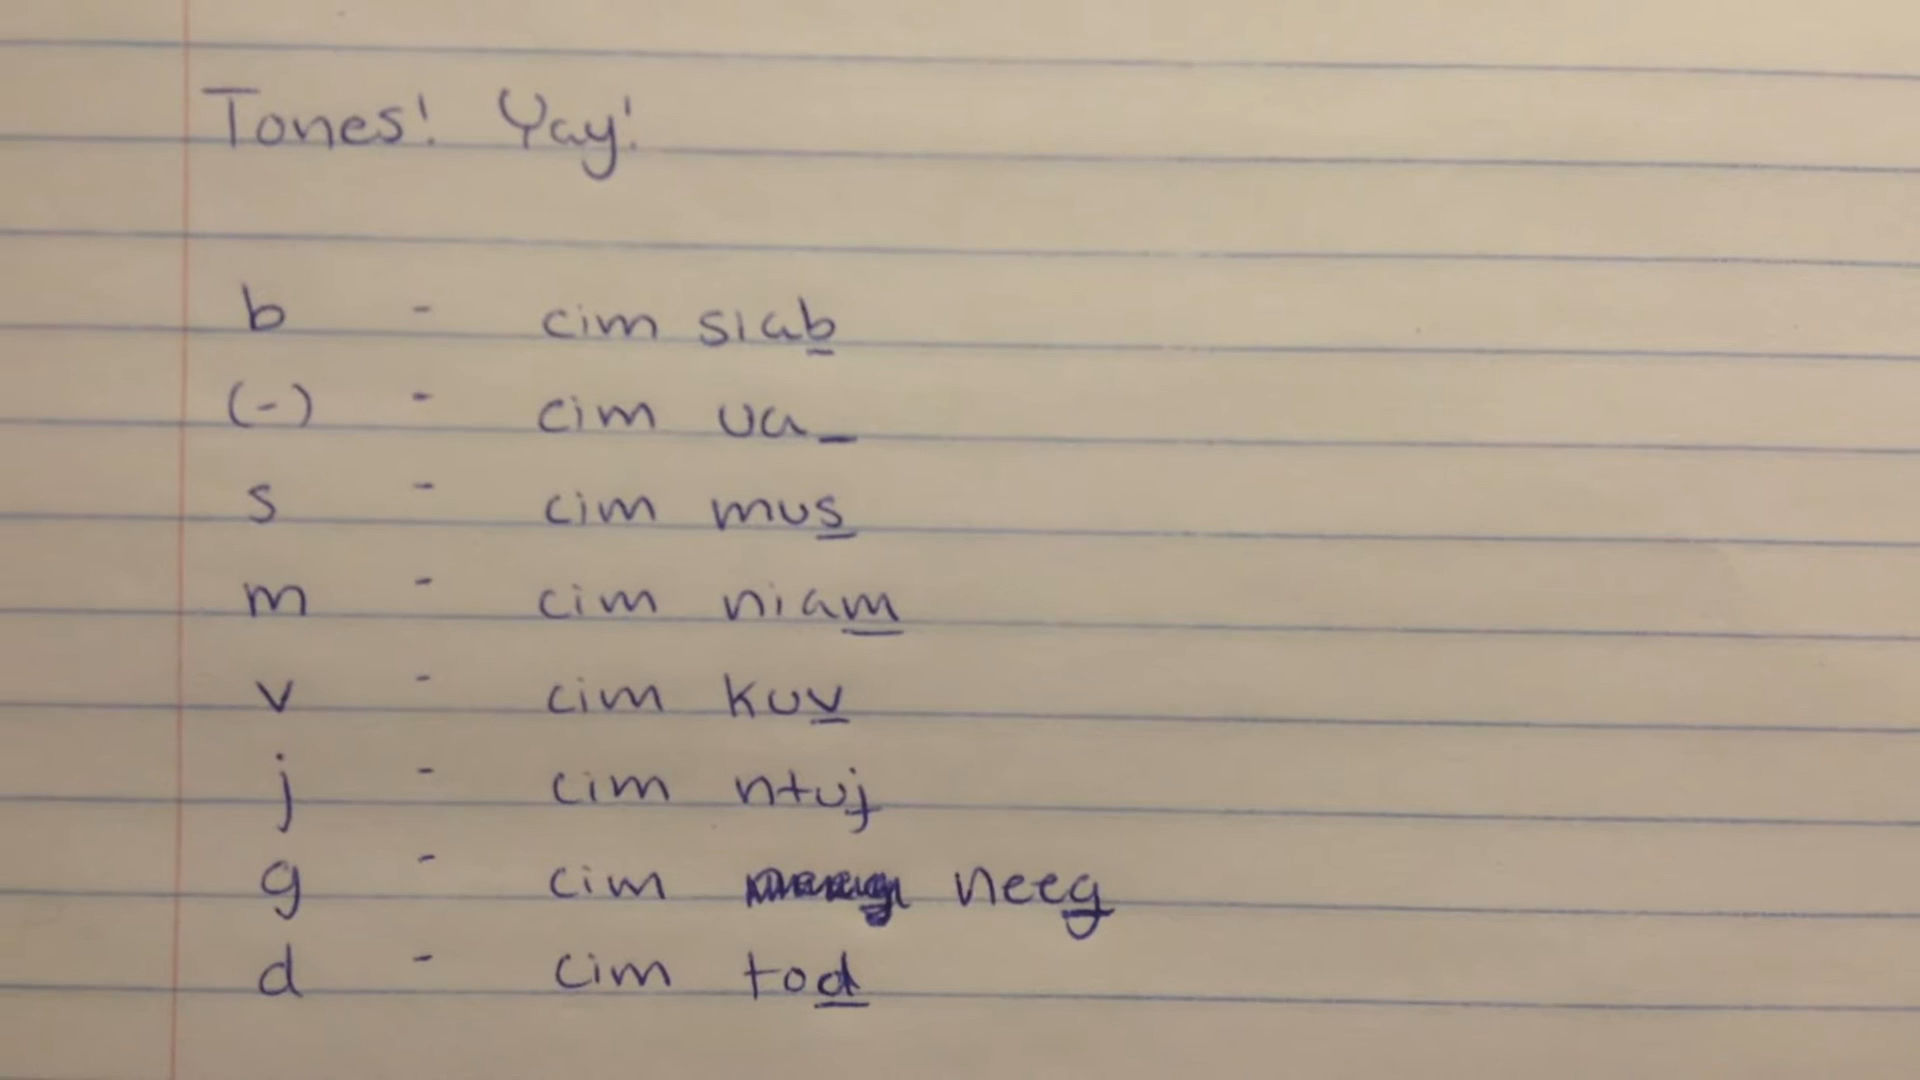 Tones! Yay!
b - cim siab
(-) - cim ua_
s - cim mus
m - cim niam
v - cim kuv
j - cim ntuj
g - cim neeg
d - cim tod